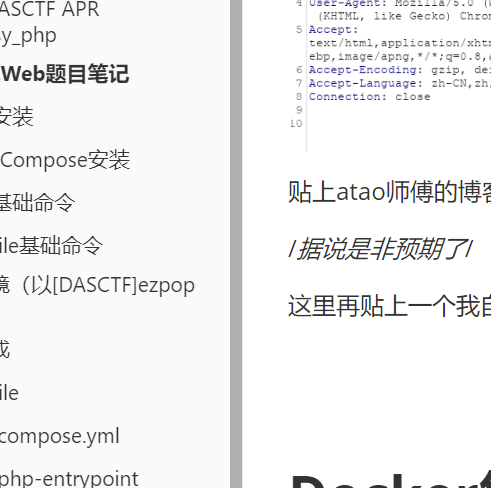 ASCTF APR
sy_php
Web题目笔记
安装
Compose安装
基础命令
ile基础命令
境（以[DASCTF]ezpop
成
ile
compose.yml
php-entrypoint
4 User-Agent: Mozilla/5.0 (W
(KHTML, like Gecko) Chrom
5 Accept:
text/html,application/xhtm
ebp,image/apng,*/*;q=0.8,a
6 Accept-Encoding: gzip, def
7 Accept-Language: zh-CN,zh;
8 Connection: close
9
10
贴上atao师傅的博客
/据说是非预期了/
这里再贴上一个我自
Docker